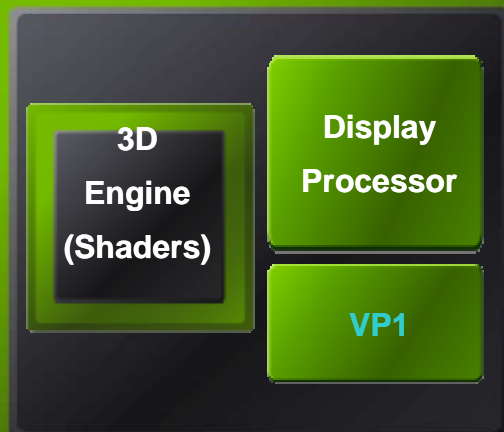 3D
Engine
(Shaders)
Display
Processor
VP1